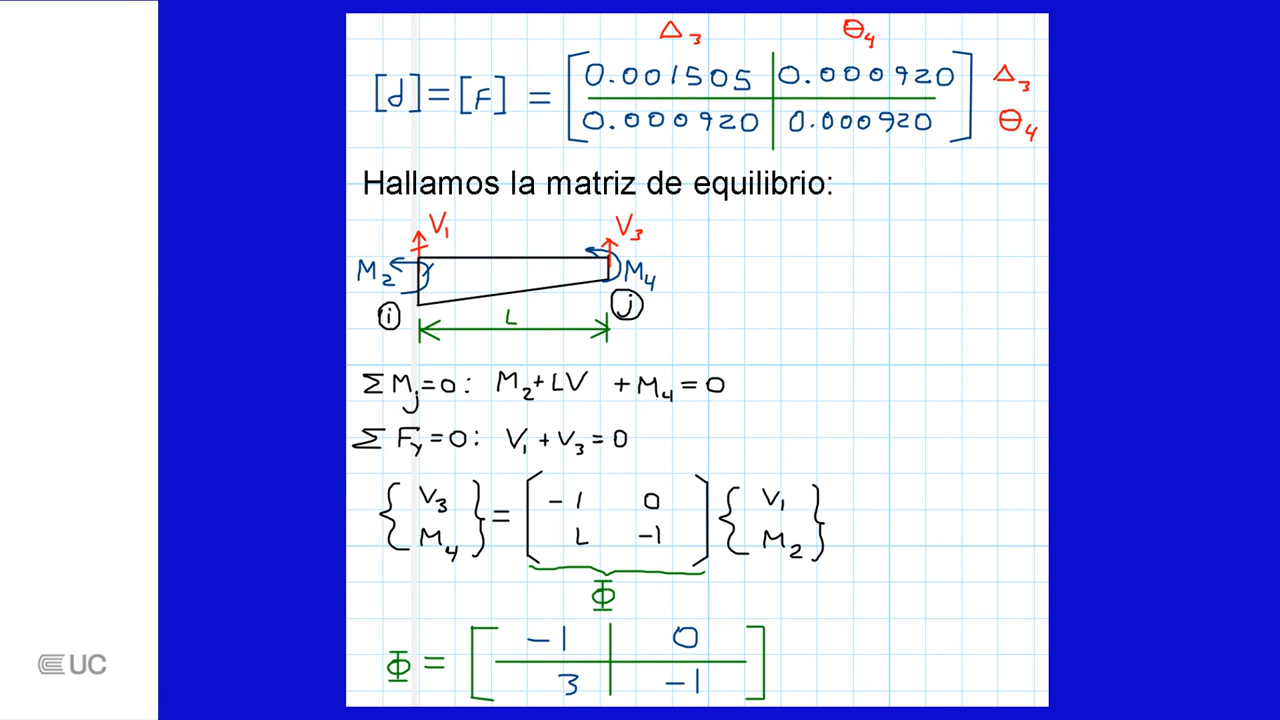 Δ₃ θ₄
[d] = [F] = [ 0.001505 0.000920 ] Δ₃
[ 0.000920 0.000920 ] θ₄
Hallamos la matriz de equilibrio:
V₁ V₃
M₂ M₄
i j
L
Σ Mj = 0 : M₂ + LV + M₄ = 0
Σ Fy = 0 : V₁ + V₃ = 0
{ V₃ } = [ -1 0 ] { V₁ }
{ M₄ } [ L -1 ] { M₂ }
Φ
Φ = [ -1 0 ]
[ 3 -1 ]
UC